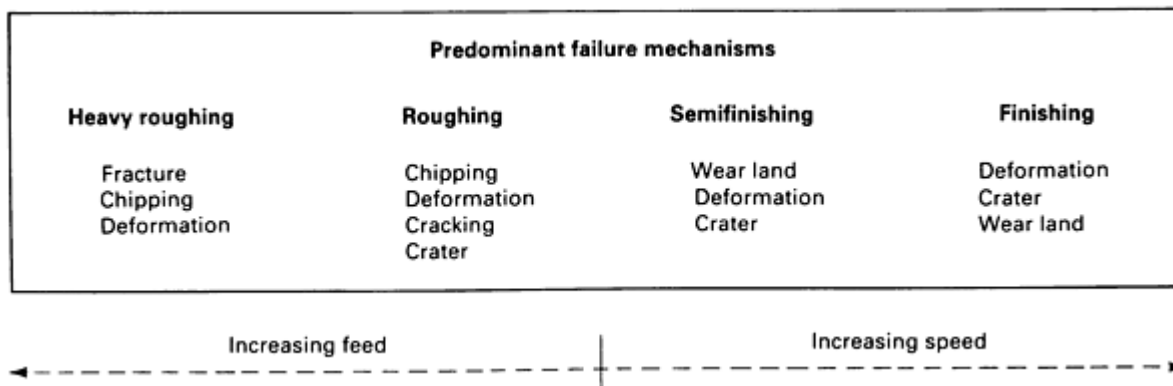 Predominant failure mechanisms
Heavy roughing
Fracture
Chipping
Deformation
Roughing
Chipping
Deformation
Cracking
Crater
Semifinishing
Wear land
Deformation
Crater
Finishing
Deformation
Crater
Wear land
Increasing feed
Increasing speed